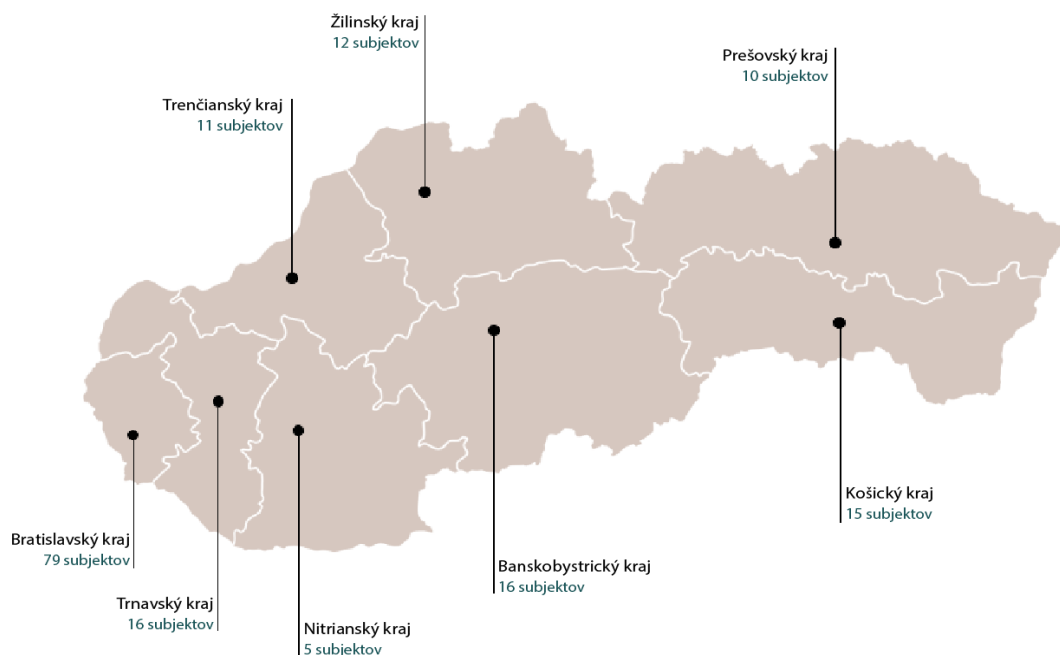 Žilinský kraj
12 subjektov
Prešovský kraj
10 subjektov
Trenčianský kraj
11 subjektov
Košický kraj
15 subjektov
Bratislavský kraj
79 subjektov
Banskobystrický kraj
16 subjektov
Trnavský kraj
16 subjektov
Nitrianský kraj
5 subjektov